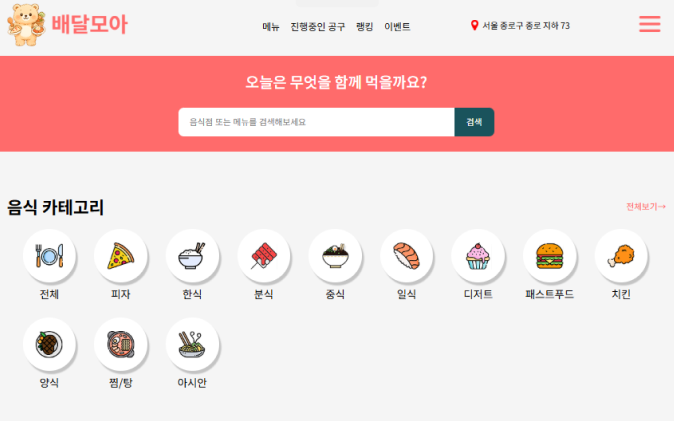 배달모아
메뉴 진행중인 공구 랭킹 이벤트
서울 종로구 종로 지하 73
오늘은 무엇을 함께 먹을까요?
음식점 또는 메뉴를 검색해보세요
검색
음식 카테고리
전체보기→
전체 피자 한식 분식 중식 일식 디저트 패스트푸드 치킨
양식 찜/탕 아시안